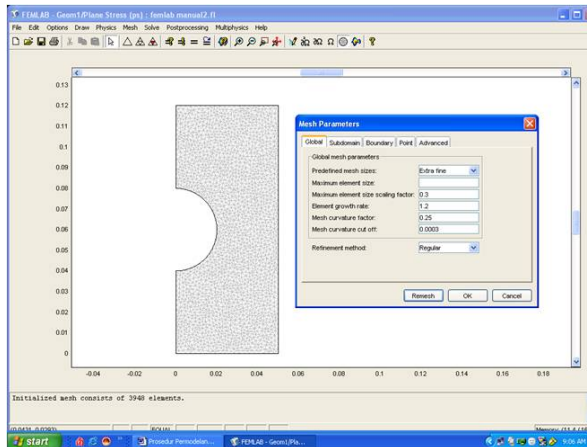 FEMLAB - Geom1/Plane Stress (ps) : femlab manual2.fl
File Edit Options Draw Physics Mesh Solve Postprocessing Multiphysics Help
0.13
0.12
0.11
0.1
0.09
0.08
0.07
0.06
0.05
0.04
0.03
0.02
0.01
0
-0.04 -0.02 0 0.02 0.04 0.06 0.08 0.1 0.12 0.14 0.16 0.18
Mesh Parameters
Global Subdomain Boundary Point Advanced
Global mesh parameters
Predefined mesh sizes: Extra fine
Maximum element size:
Maximum element size scaling factor: 0.3
Element growth rate: 1.2
Mesh curvature factor: 0.25
Mesh curvature cut off: 0.0003
Refinement method: Regular
Remesh OK Cancel
Initialized mesh consists of 3948 elements.
EQUAL
start
Prosedur Permodelan...
FEMLAB - Geom1/Pla...
9:06 AM